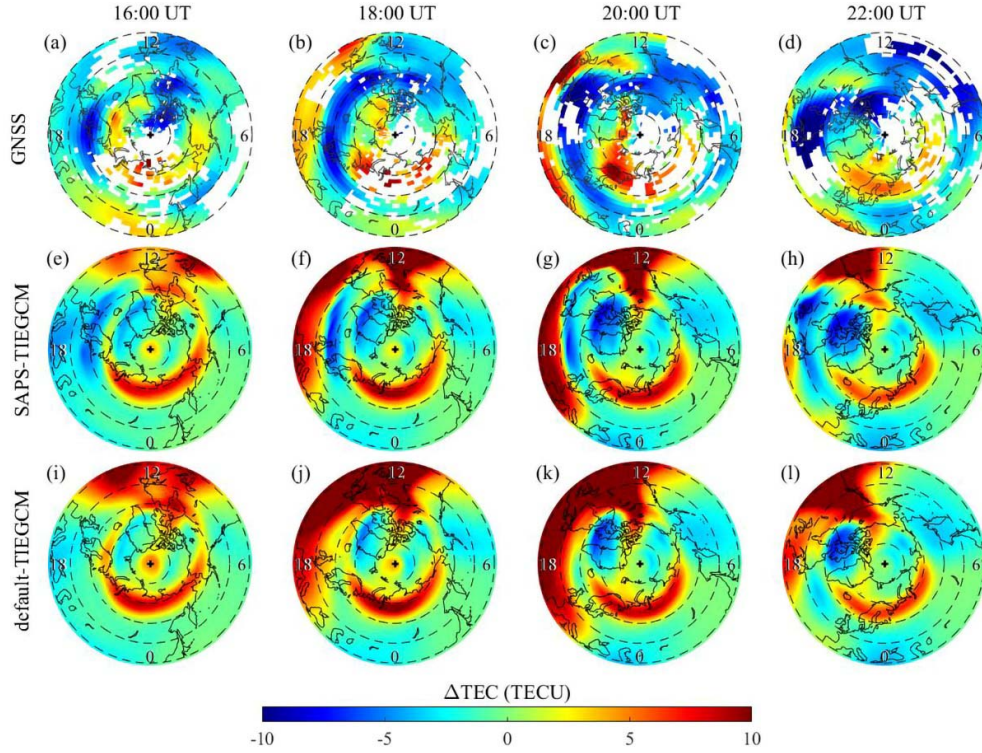 16:00 UT 18:00 UT 20:00 UT 22:00 UT
(a) (b) (c) (d)
12 12 12 12
GNSS
18 6 18 6 18 6 18 6
0 0 0 0
(e) (f) (g) (h)
12 12 12 12
SAPS-TIEGCM
18 6 18 6 18 6 18 6
0 0 0 0
(i) (j) (k) (l)
12 12 12 12
default-TIEGCM
18 6 18 6 18 6 18 6
0 0 0 0
ΔTEC (TECU)
-10 -5 0 5 10